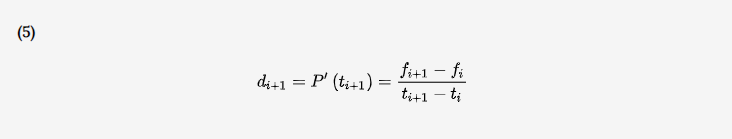 (5)
d_{i+1} = P′ (t_{i+1}) = \frac{f_{i+1} − f_i}{t_{i+1} − t_i}